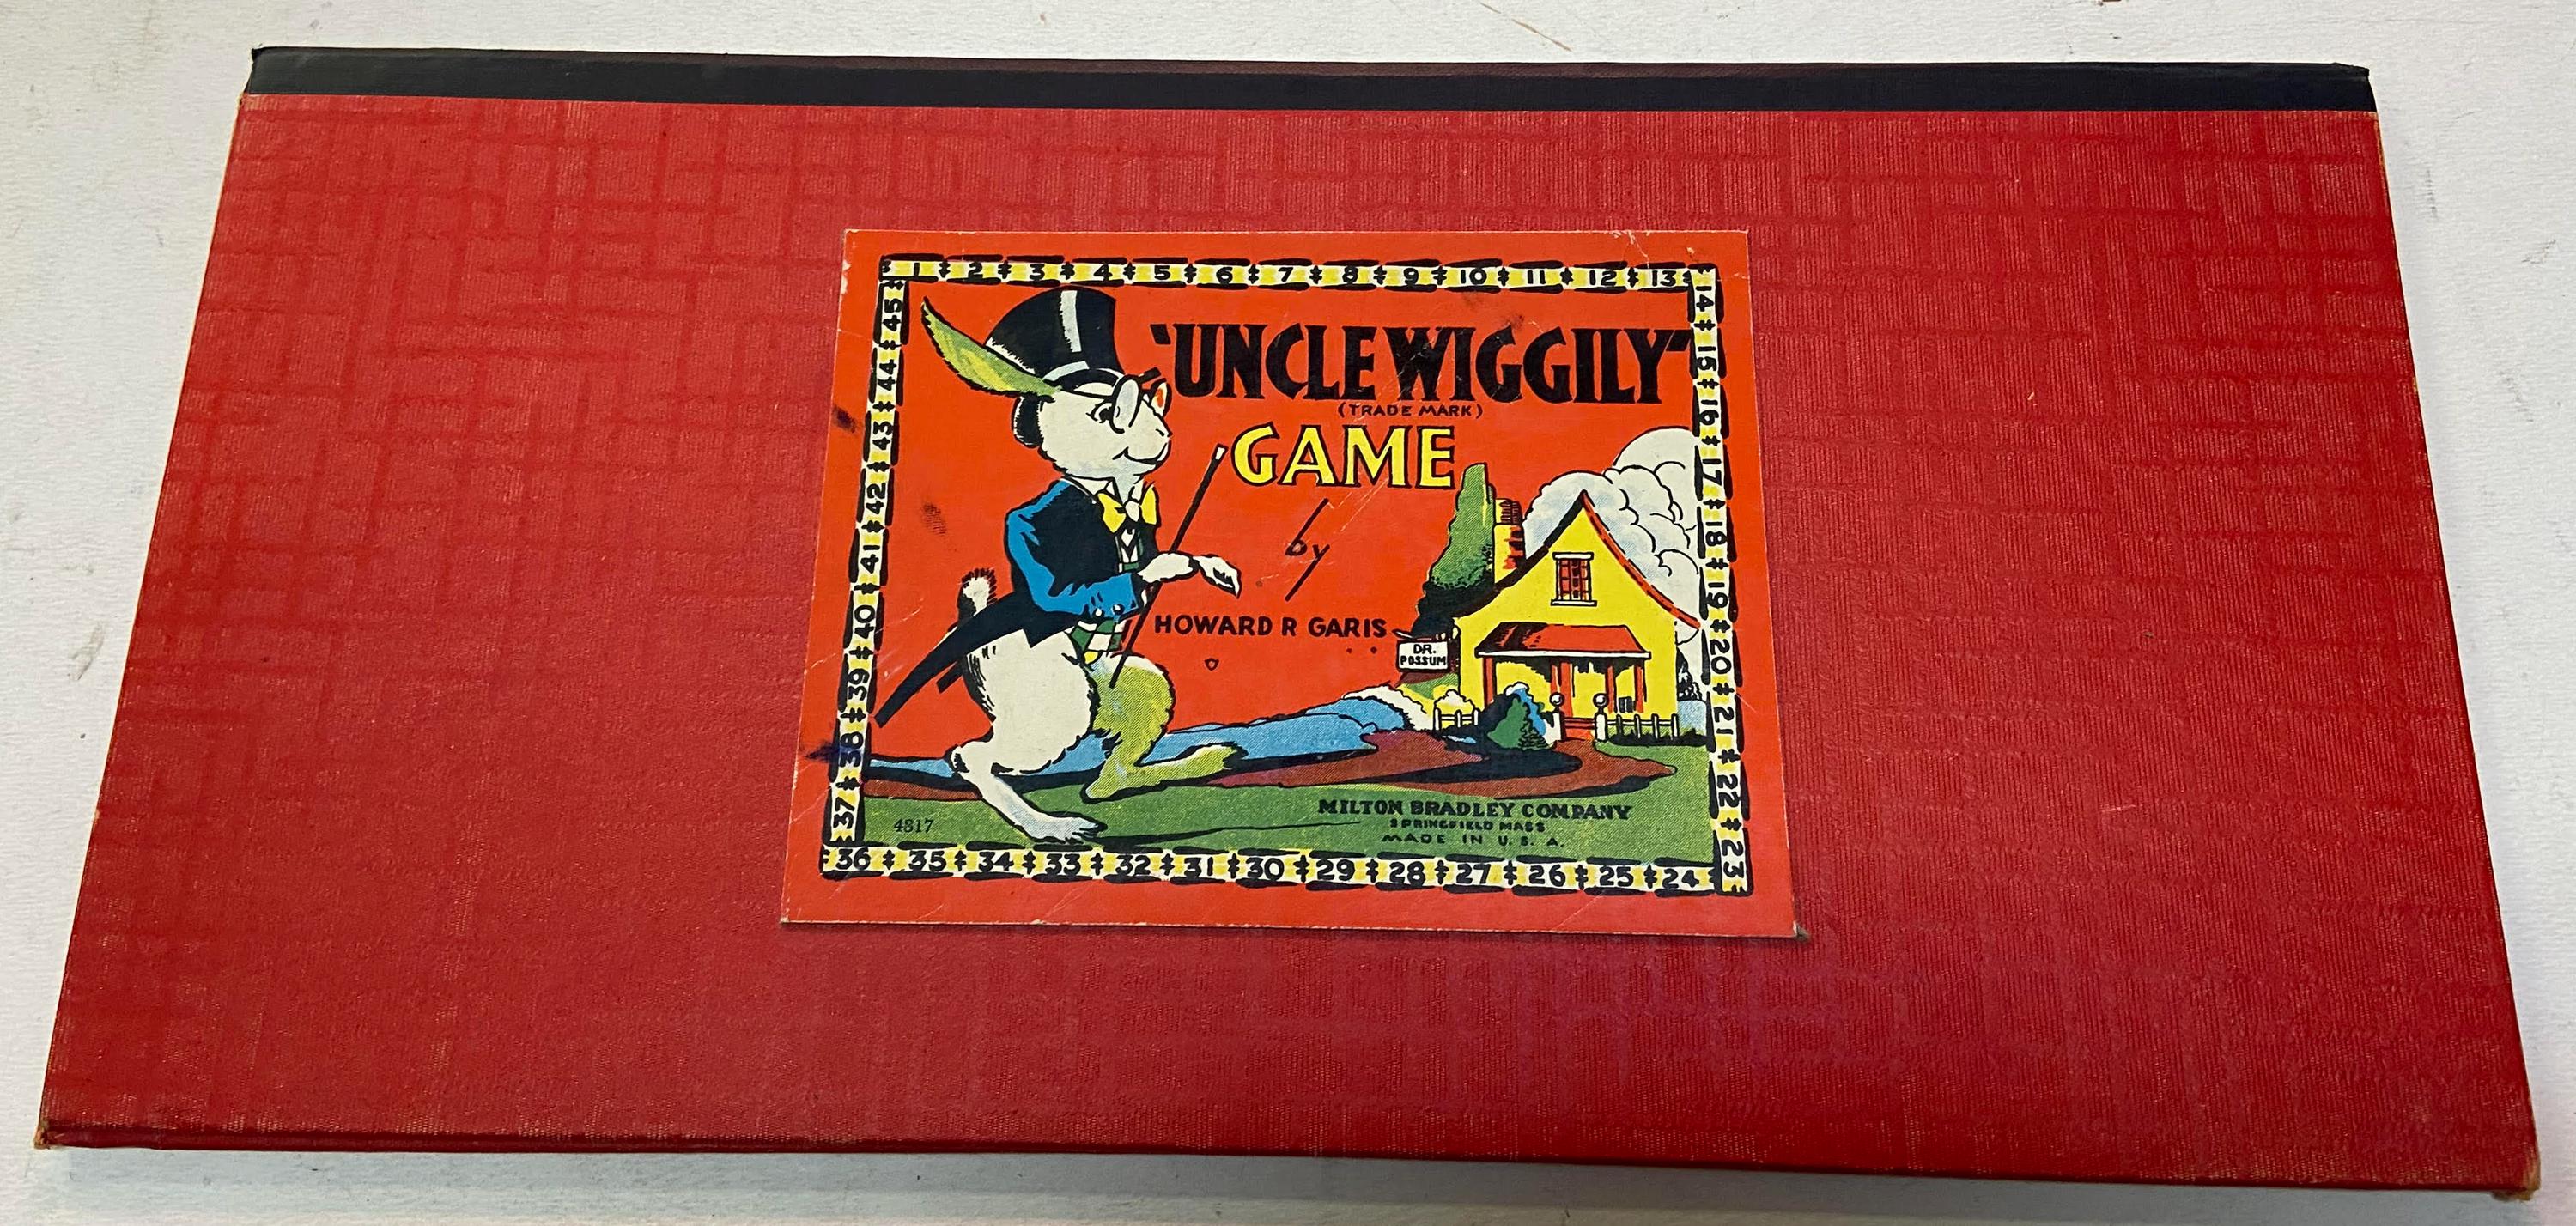 1 2 3 4 5 6 7 8 9 10 11 12 13
14 15 16 17 18 19 20 21 22 23
24 25 26 27 28 29 30 31 32 33 34 35 36
37 38 39 40 41 42 43 44 45
"UNCLE WIGGILY"
(TRADE MARK)
GAME
by
HOWARD R GARIS
DR.
POSSUM
MILTON BRADLEY COMPANY
SPRINGFIELD MASS
MADE IN U. S. A.
4817